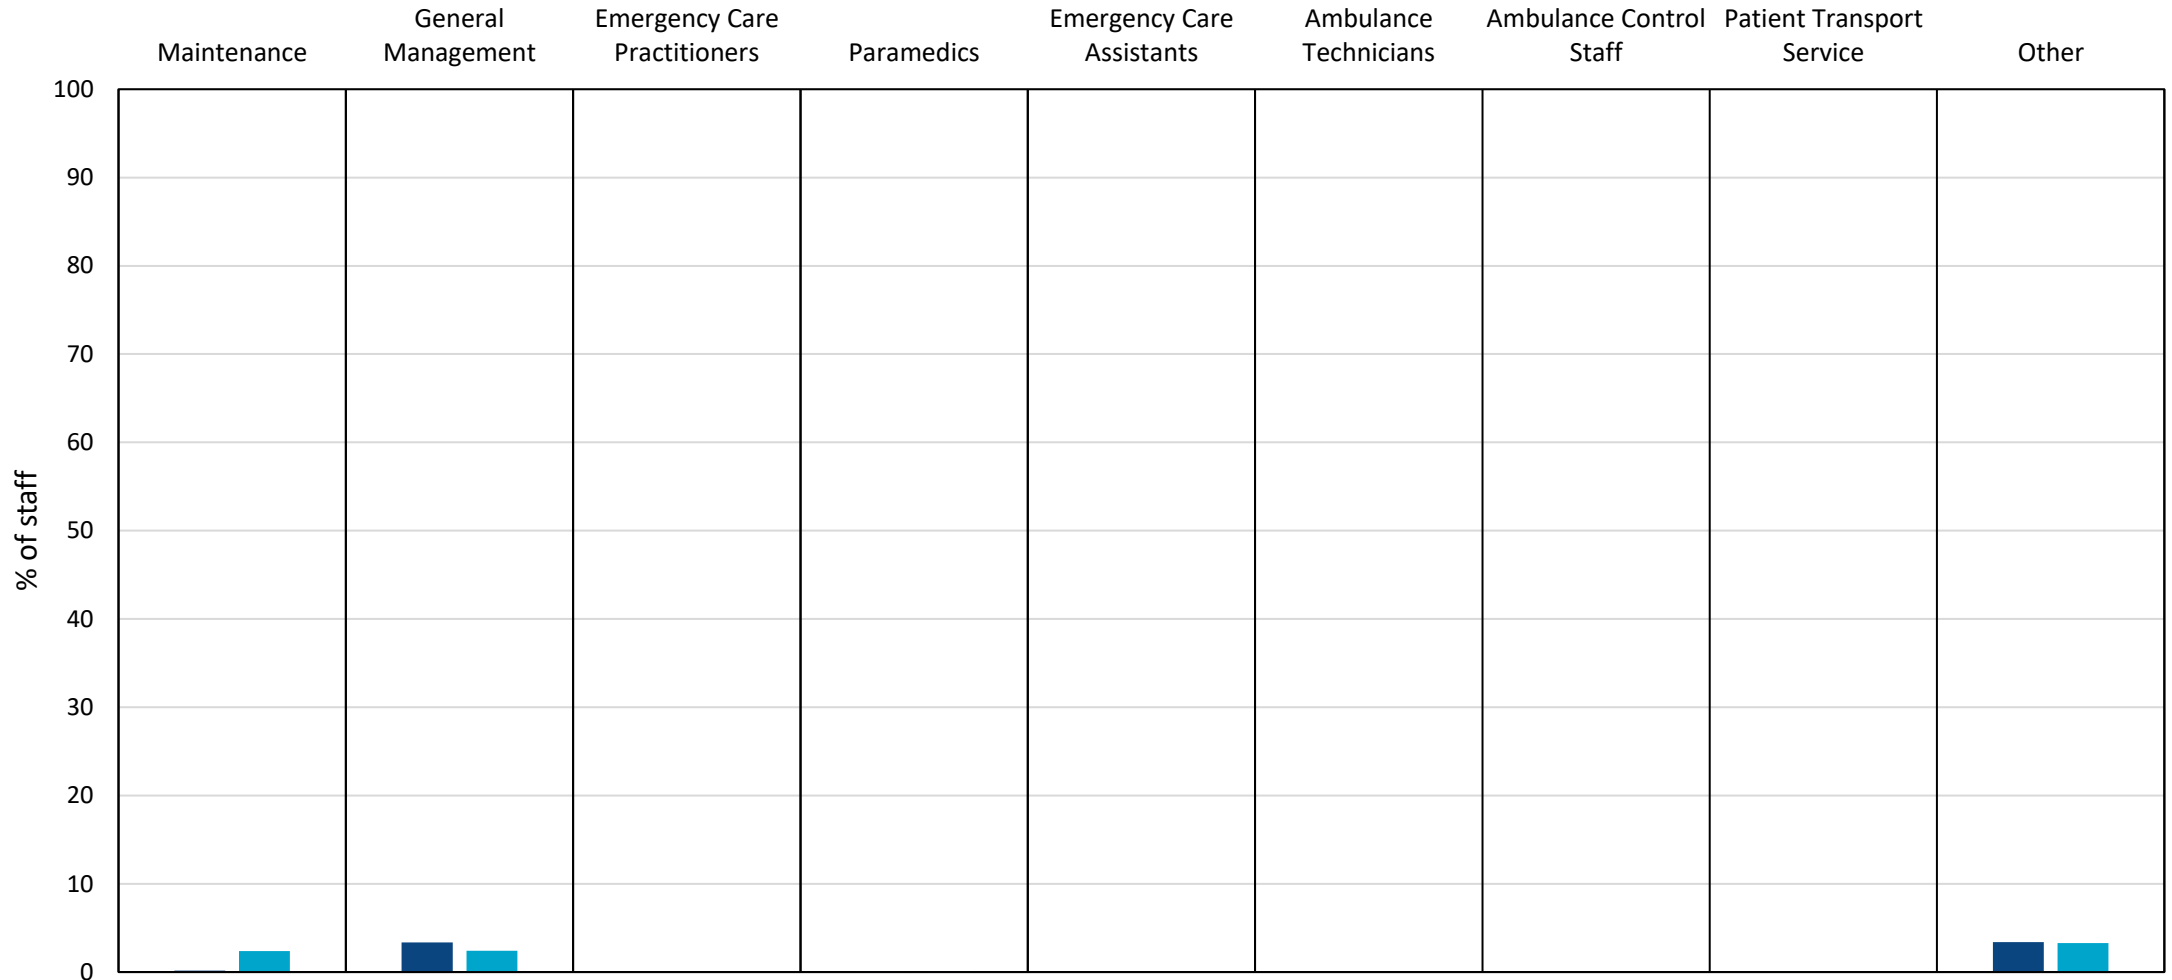 Maintenance
General
Management
Emergency Care
Practitioners
Paramedics
Emergency Care
Assistants
Ambulance
Technicians
Ambulance Control
Staff
Patient Transport
Service
Other
100
90
80
70
60
50
40
30
20
10
0
% of staff